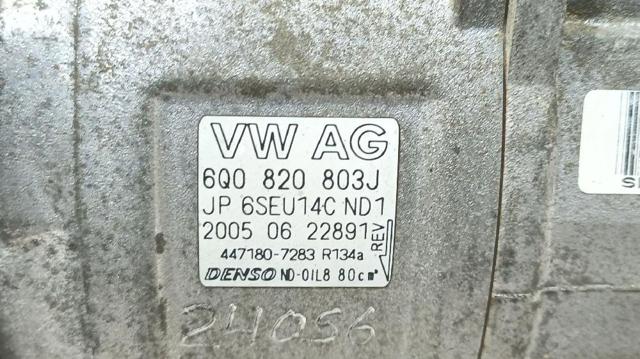 VW AG
6Q0 820 803J
JP 6SEU14C ND1
2005 06 22891
REV
447180-7283 R134a
DENSO ND-OIL8 80cm³
24056